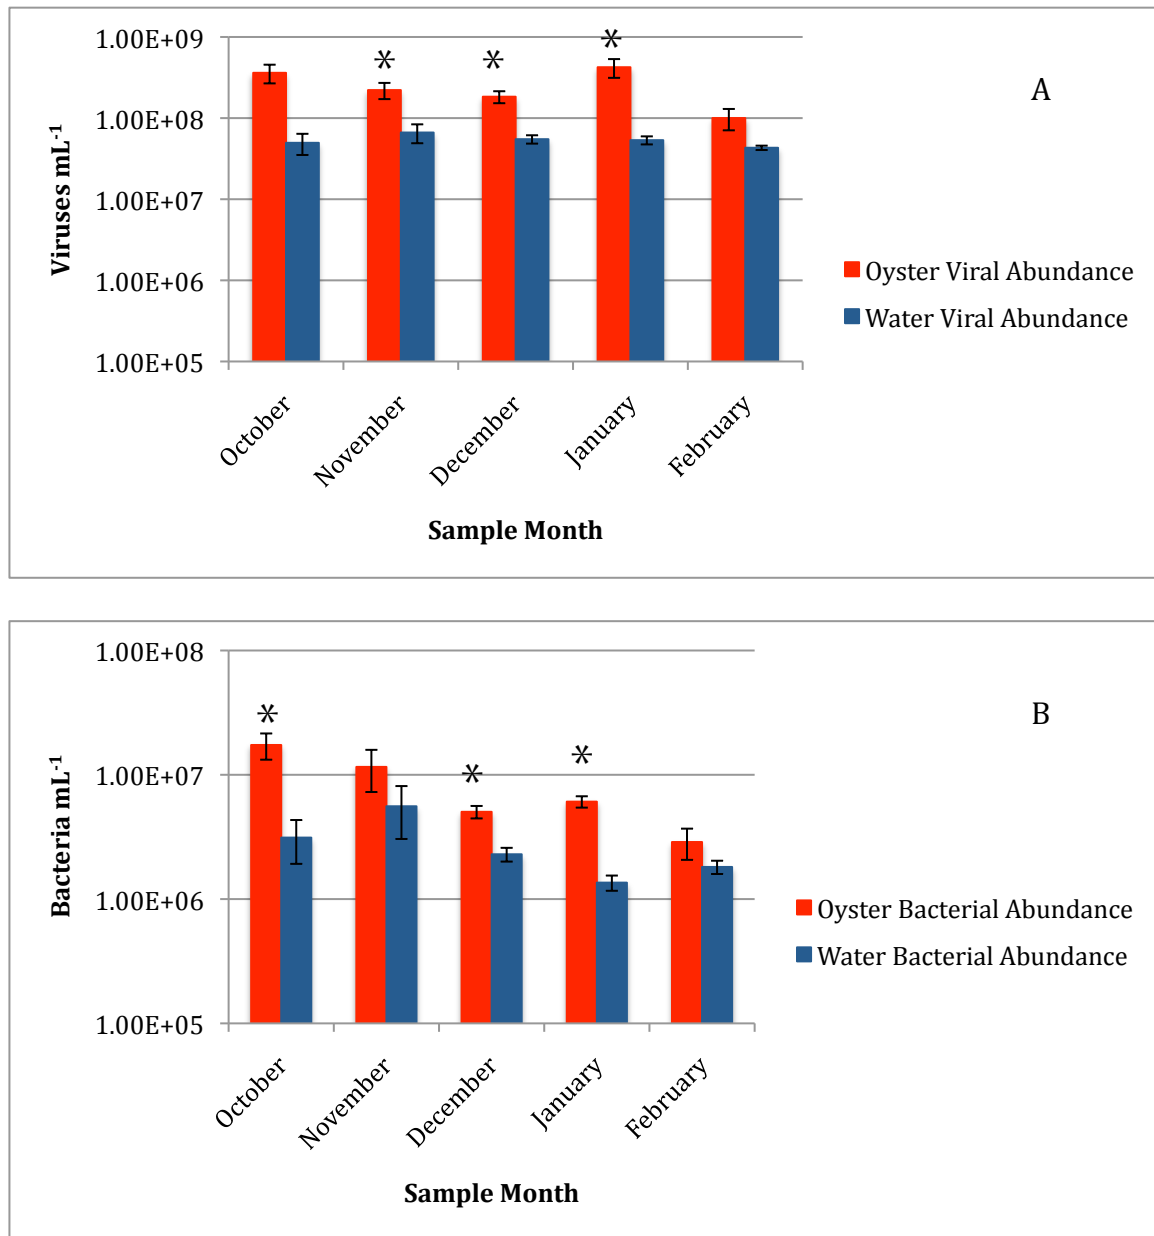 A
1.00E+09
1.00E+08
1.00E+07
1.00E+06
1.00E+05
Viruses mL-1
* * *
Oyster Viral Abundance
Water Viral Abundance
October
November
December
January
February
Sample Month
B
1.00E+08
1.00E+07
1.00E+06
1.00E+05
Bacteria mL-1
* * *
Oyster Bacterial Abundance
Water Bacterial Abundance
October
November
December
January
February
Sample Month